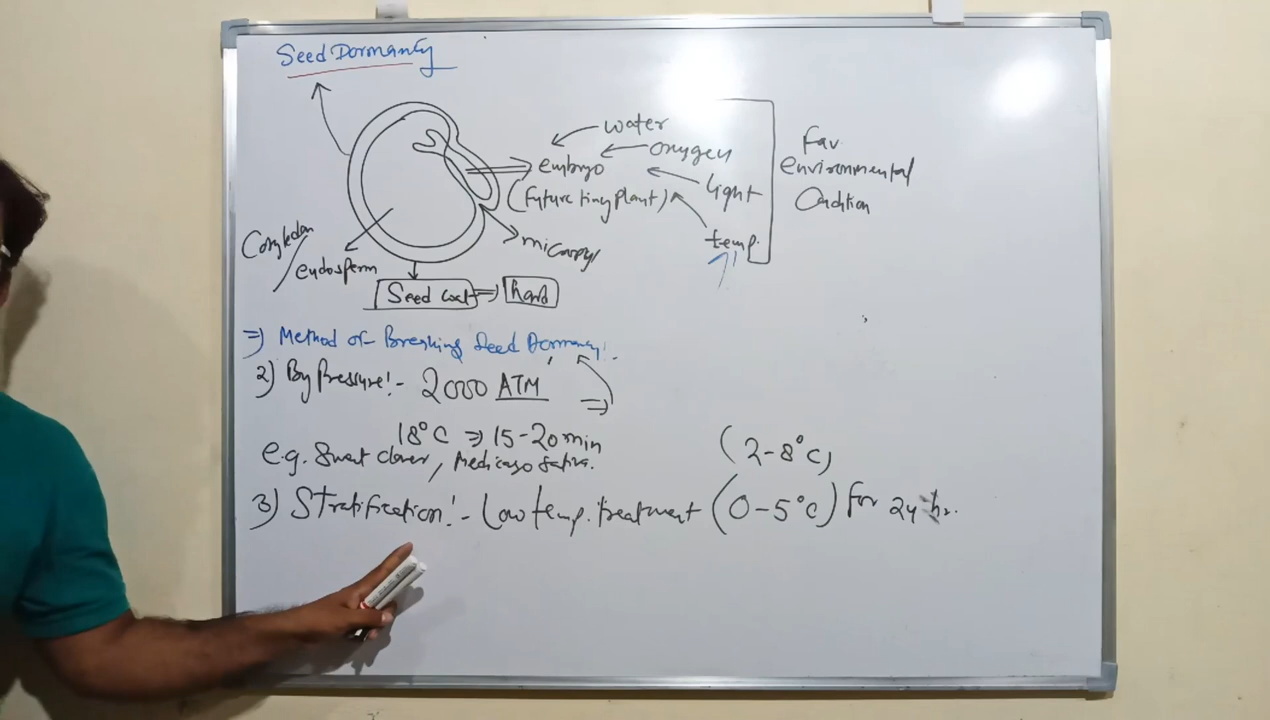 Seed Dormancy
water
oxygen
embryo
light
(future tiny plant)
temp.
Fav.
environmental
Condition
micropyl
Cotyledon
/ endosperm
Seed coat => hard
=) Method of Breaking Seed Dormancy:
2) By Pressure:- 2000 ATM
18°C => 15-20 min
e.g. Sweet clover, Medicago sativa.
(2-8°C)
3) Stratification:- Low temp. treatment (0-5°C) for 24 hr.